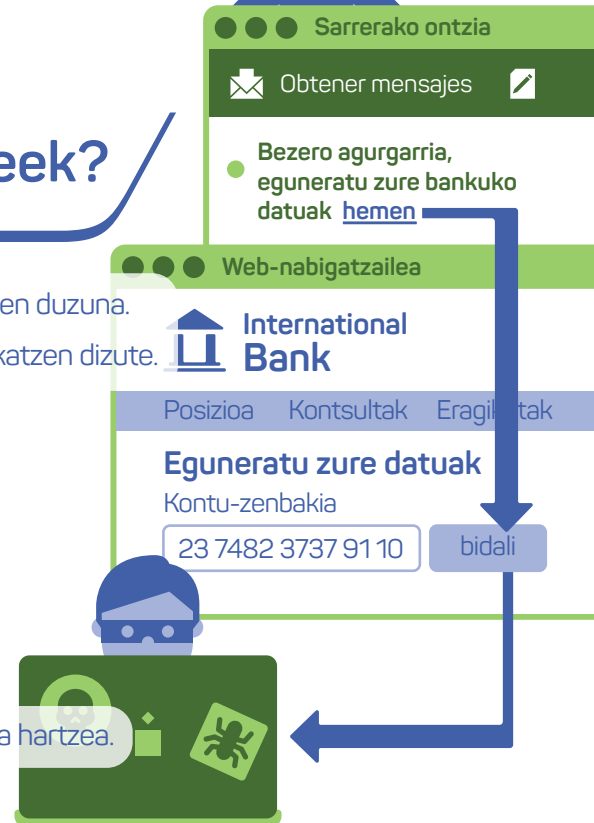 Sarrerako ontzia
Obtener mensajes
eek?
Bezero agurgarria,
eguneratu zure bankuko
datuak hemen
Web-nabigatzailea
en duzuna.
katzen dizute.
International
Bank
Posizioa Kontsultak
Eguneratu zure datuak
Kontu-zenbakia
23 7482 3737 91 10 bidali
a hartzea.